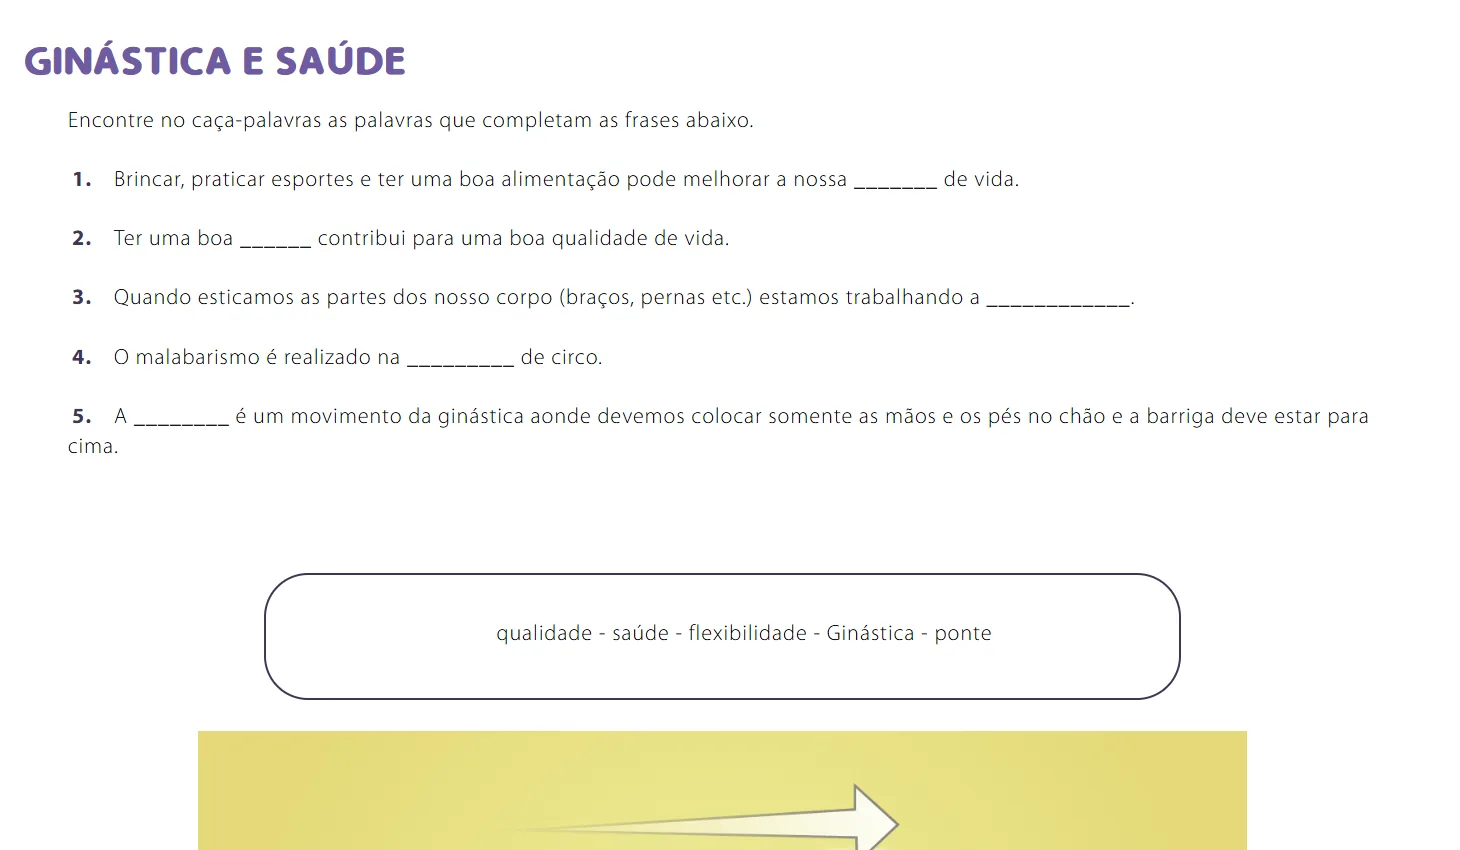 GINÁSTICA E SAÚDE
Encontre no caça-palavras as palavras que completam as frases abaixo.
1. Brincar, praticar esportes e ter uma boa alimentação pode melhorar a nossa _______ de vida.
2. Ter uma boa ______ contribui para uma boa qualidade de vida.
3. Quando esticamos as partes dos nosso corpo (braços, pernas etc.) estamos trabalhando a ____________.
4. O malabarismo é realizado na _________ de circo.
5. A ________ é um movimento da ginástica aonde devemos colocar somente as mãos e os pés no chão e a barriga deve estar para
cima.
qualidade - saúde - flexibilidade - Ginástica - ponte